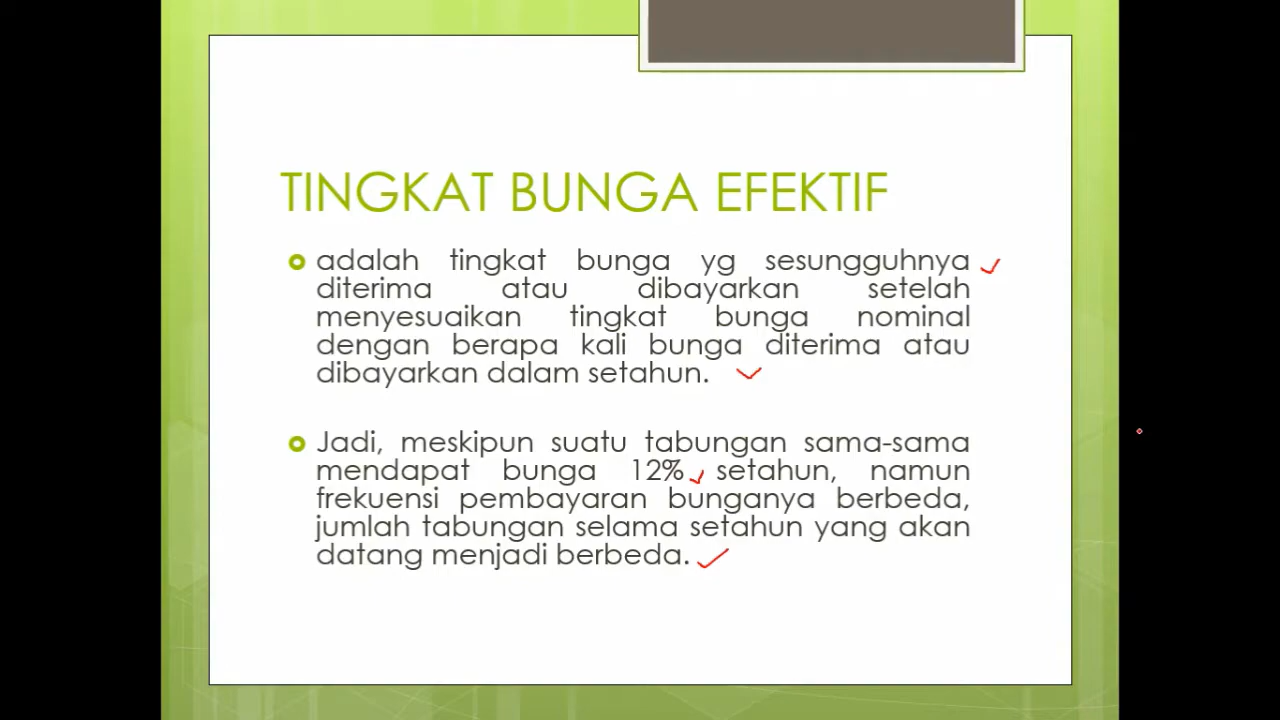 TINGKAT BUNGA EFEKTIF
adalah tingkat bunga yg sesungguhnya
diterima atau dibayarkan setelah
menyesuaikan tingkat bunga nominal
dengan berapa kali bunga diterima atau
dibayarkan dalam setahun.
Jadi, meskipun suatu tabungan sama-sama
mendapat bunga 12% setahun, namun
frekuensi pembayaran bunganya berbeda,
jumlah tabungan selama setahun yang akan
datang menjadi berbeda.